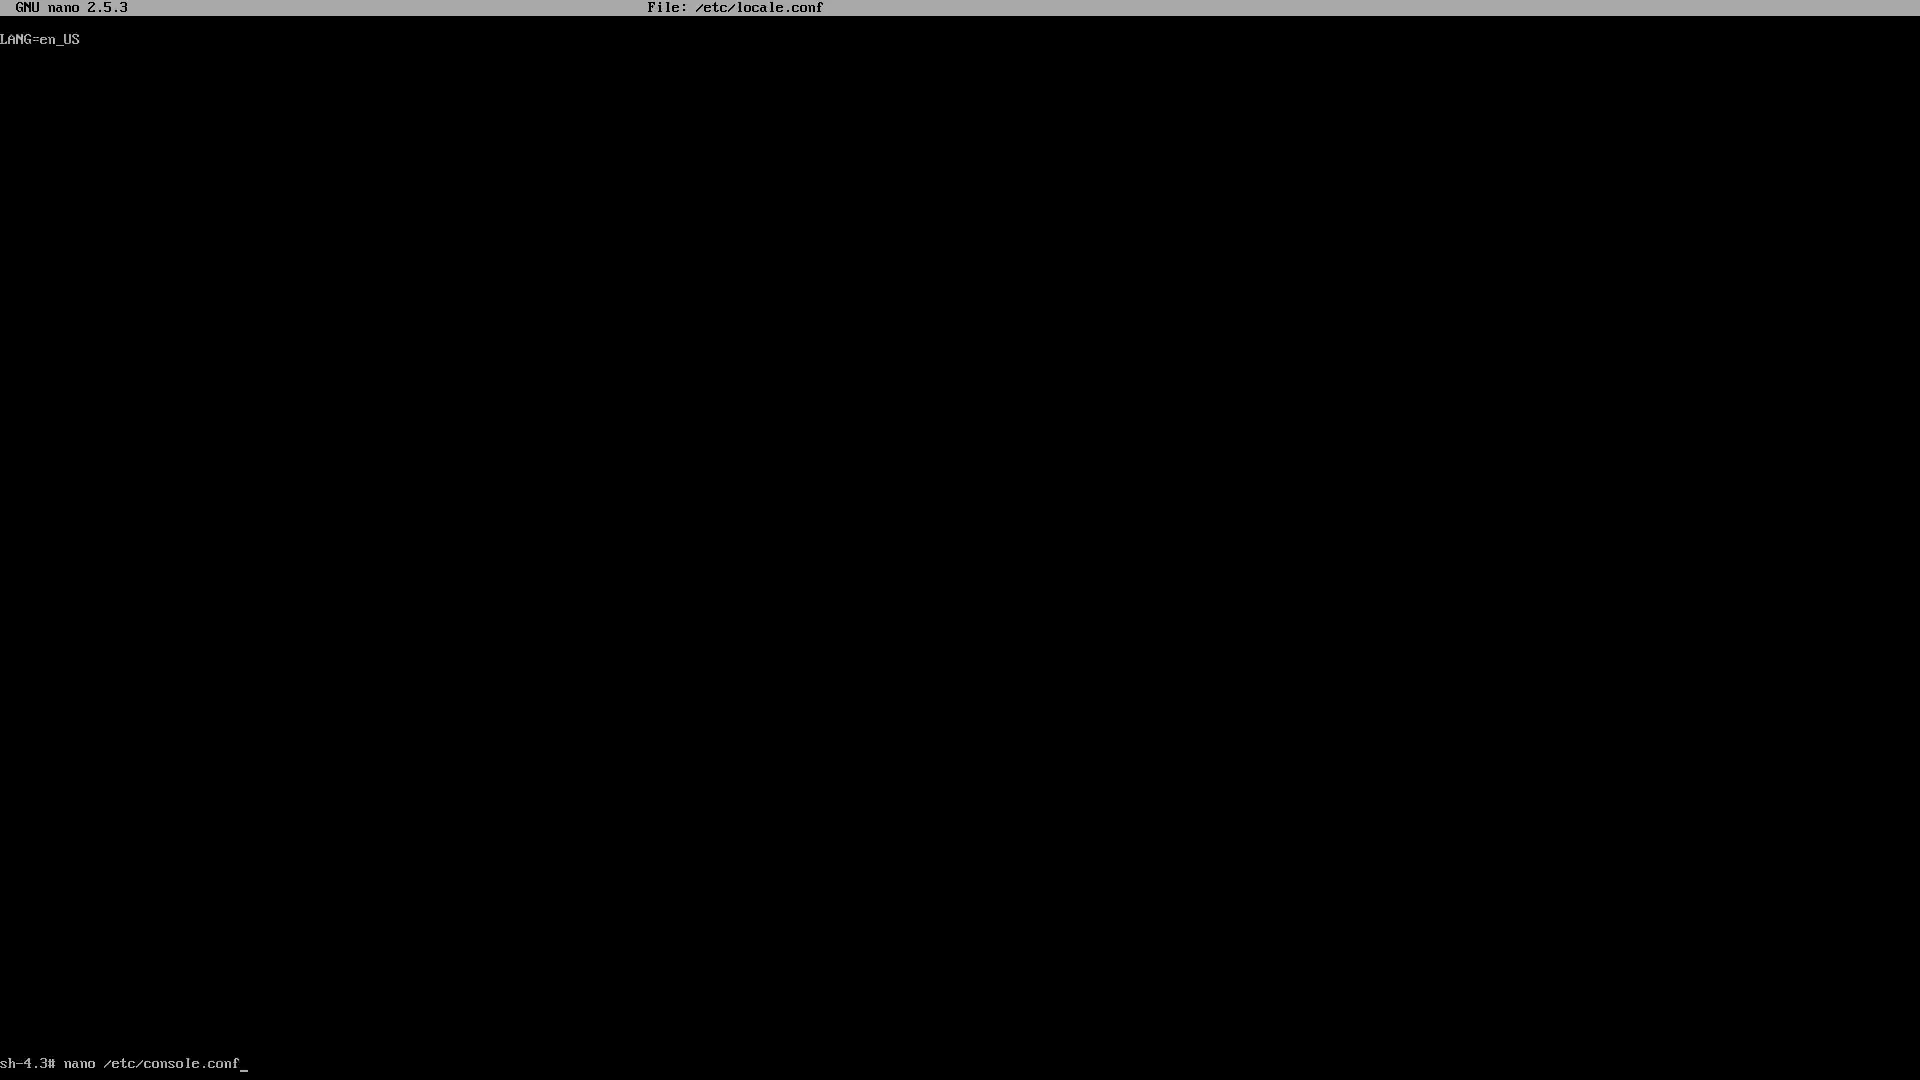 GNU nano 2.5.3 File: /etc/locale.conf
LANG=en_US
sh-4.3# nano /etc/console.conf_